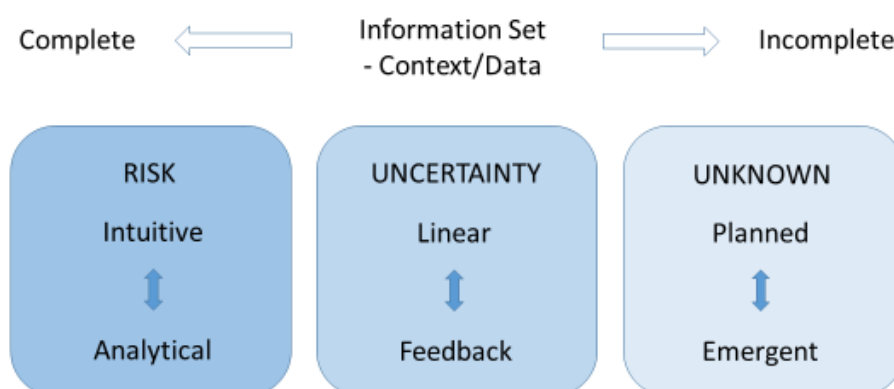 Complete
Information Set
- Context/Data
Incomplete
RISK
Intuitive
Analytical
UNCERTAINTY
Linear
Feedback
UNKNOWN
Planned
Emergent